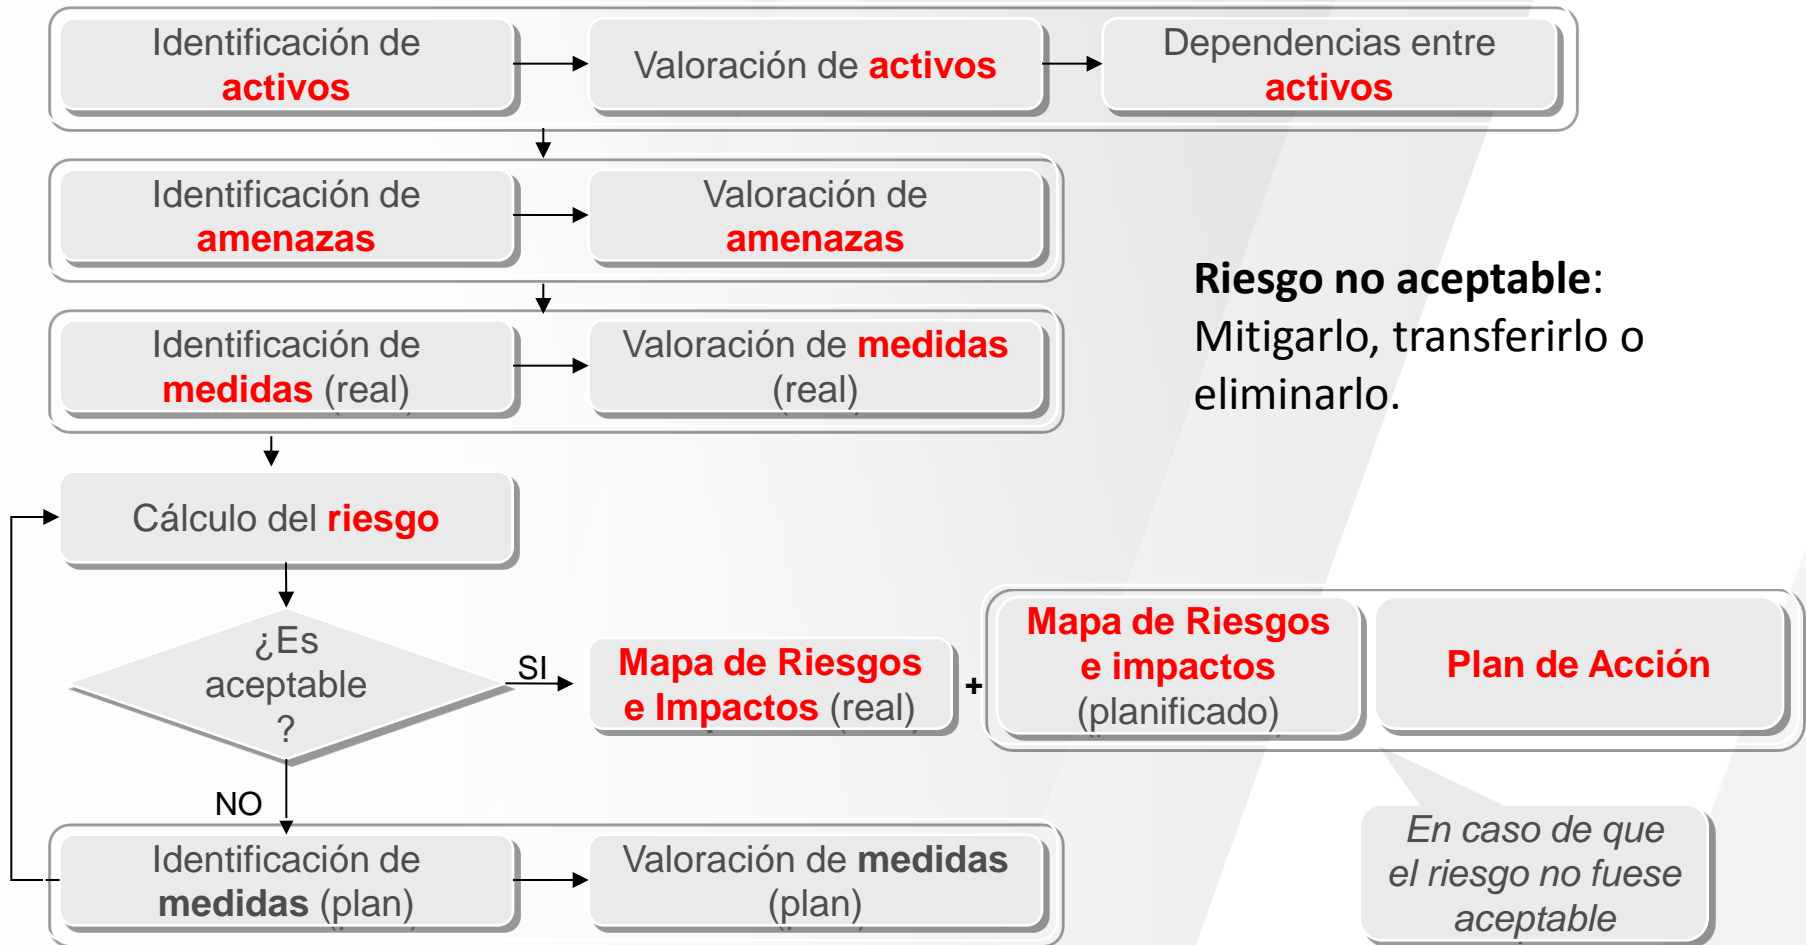 Identificación de
activos
Valoración de activos
Dependencias entre
activos
Identificación de
amenazas
Valoración de
amenazas
Identificación de
medidas (real)
Valoración de medidas
(real)
Riesgo no aceptable:
Mitigarlo, transferirlo o
eliminarlo.
Cálculo del riesgo
¿Es
aceptable
?
SI
Mapa de Riesgos
e Impactos (real)
+
Mapa de Riesgos
e impactos
(planificado)
Plan de Acción
NO
Identificación de
medidas (plan)
Valoración de medidas
(plan)
En caso de que
el riesgo no fuese
aceptable